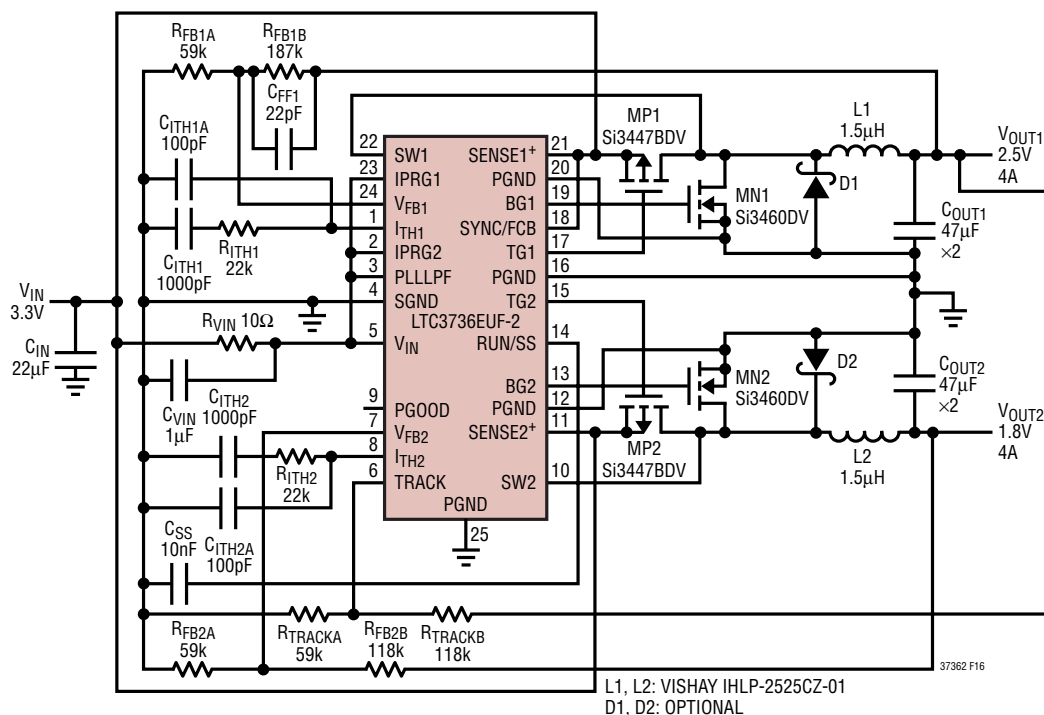 RFB1A
59k
RFB1B
187k
CFF1
22pF
CITH1A
100pF
CITH1
1000pF
RITH1
22k
VIN
3.3V
CIN
22µF
RVIN 10Ω
CVIN
1µF
CITH2
1000pF
RITH2
22k
CITH2A
100pF
CSS
10nF
RTRACKA
59k
RTRACKB
118k
RFB2A
59k
RFB2B
118k
22 SW1
23 IPRG1
24 VFB1
1 ITH1
2 IPRG2
3 PLLLPF
4 SGND
LTC3736EUF-2
5 VIN
9 PGOOD
7 VFB2
8 ITH2
6 TRACK
PGND
25
SENSE1+ 21
PGND 20
BG1 19
SYNC/FCB 18
TG1 17
PGND 16
TG2 15
RUN/SS 14
BG2 13
PGND 12
SENSE2+ 11
SW2 10
MP1
Si3447BDV
MN1
Si3460DV
D1
L1
1.5µH
VOUT1
2.5V
4A
COUT1
47µF
×2
MN2
Si3460DV
MP2
Si3447BDV
D2
L2
1.5µH
COUT2
47µF
×2
VOUT2
1.8V
4A
37362 F16
L1, L2: VISHAY IHLP-2525CZ-01
D1, D2: OPTIONAL